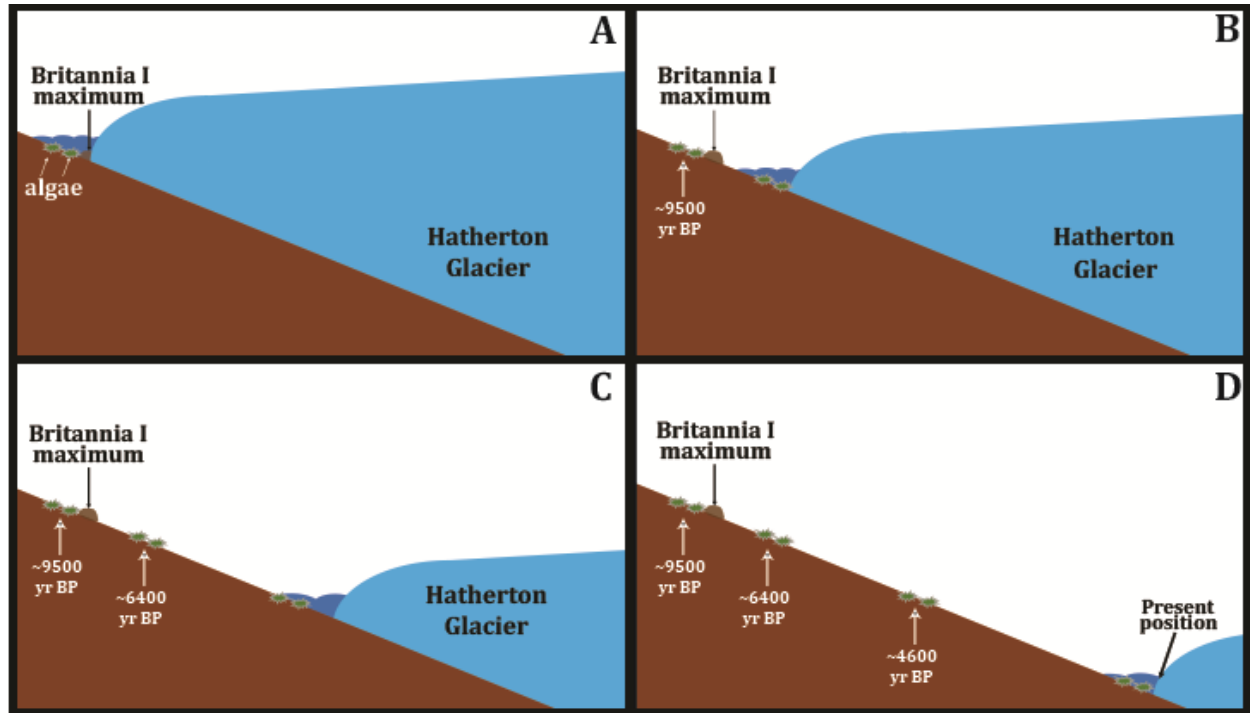 A
Britannia I
maximum
algae
Hatherton
Glacier
B
Britannia I
maximum
~9500
yr BP
Hatherton
Glacier
C
Britannia I
maximum
~9500
yr BP
~6400
yr BP
Hatherton
Glacier
D
Britannia I
maximum
~9500
yr BP
~6400
yr BP
~4600
yr BP
Present
position